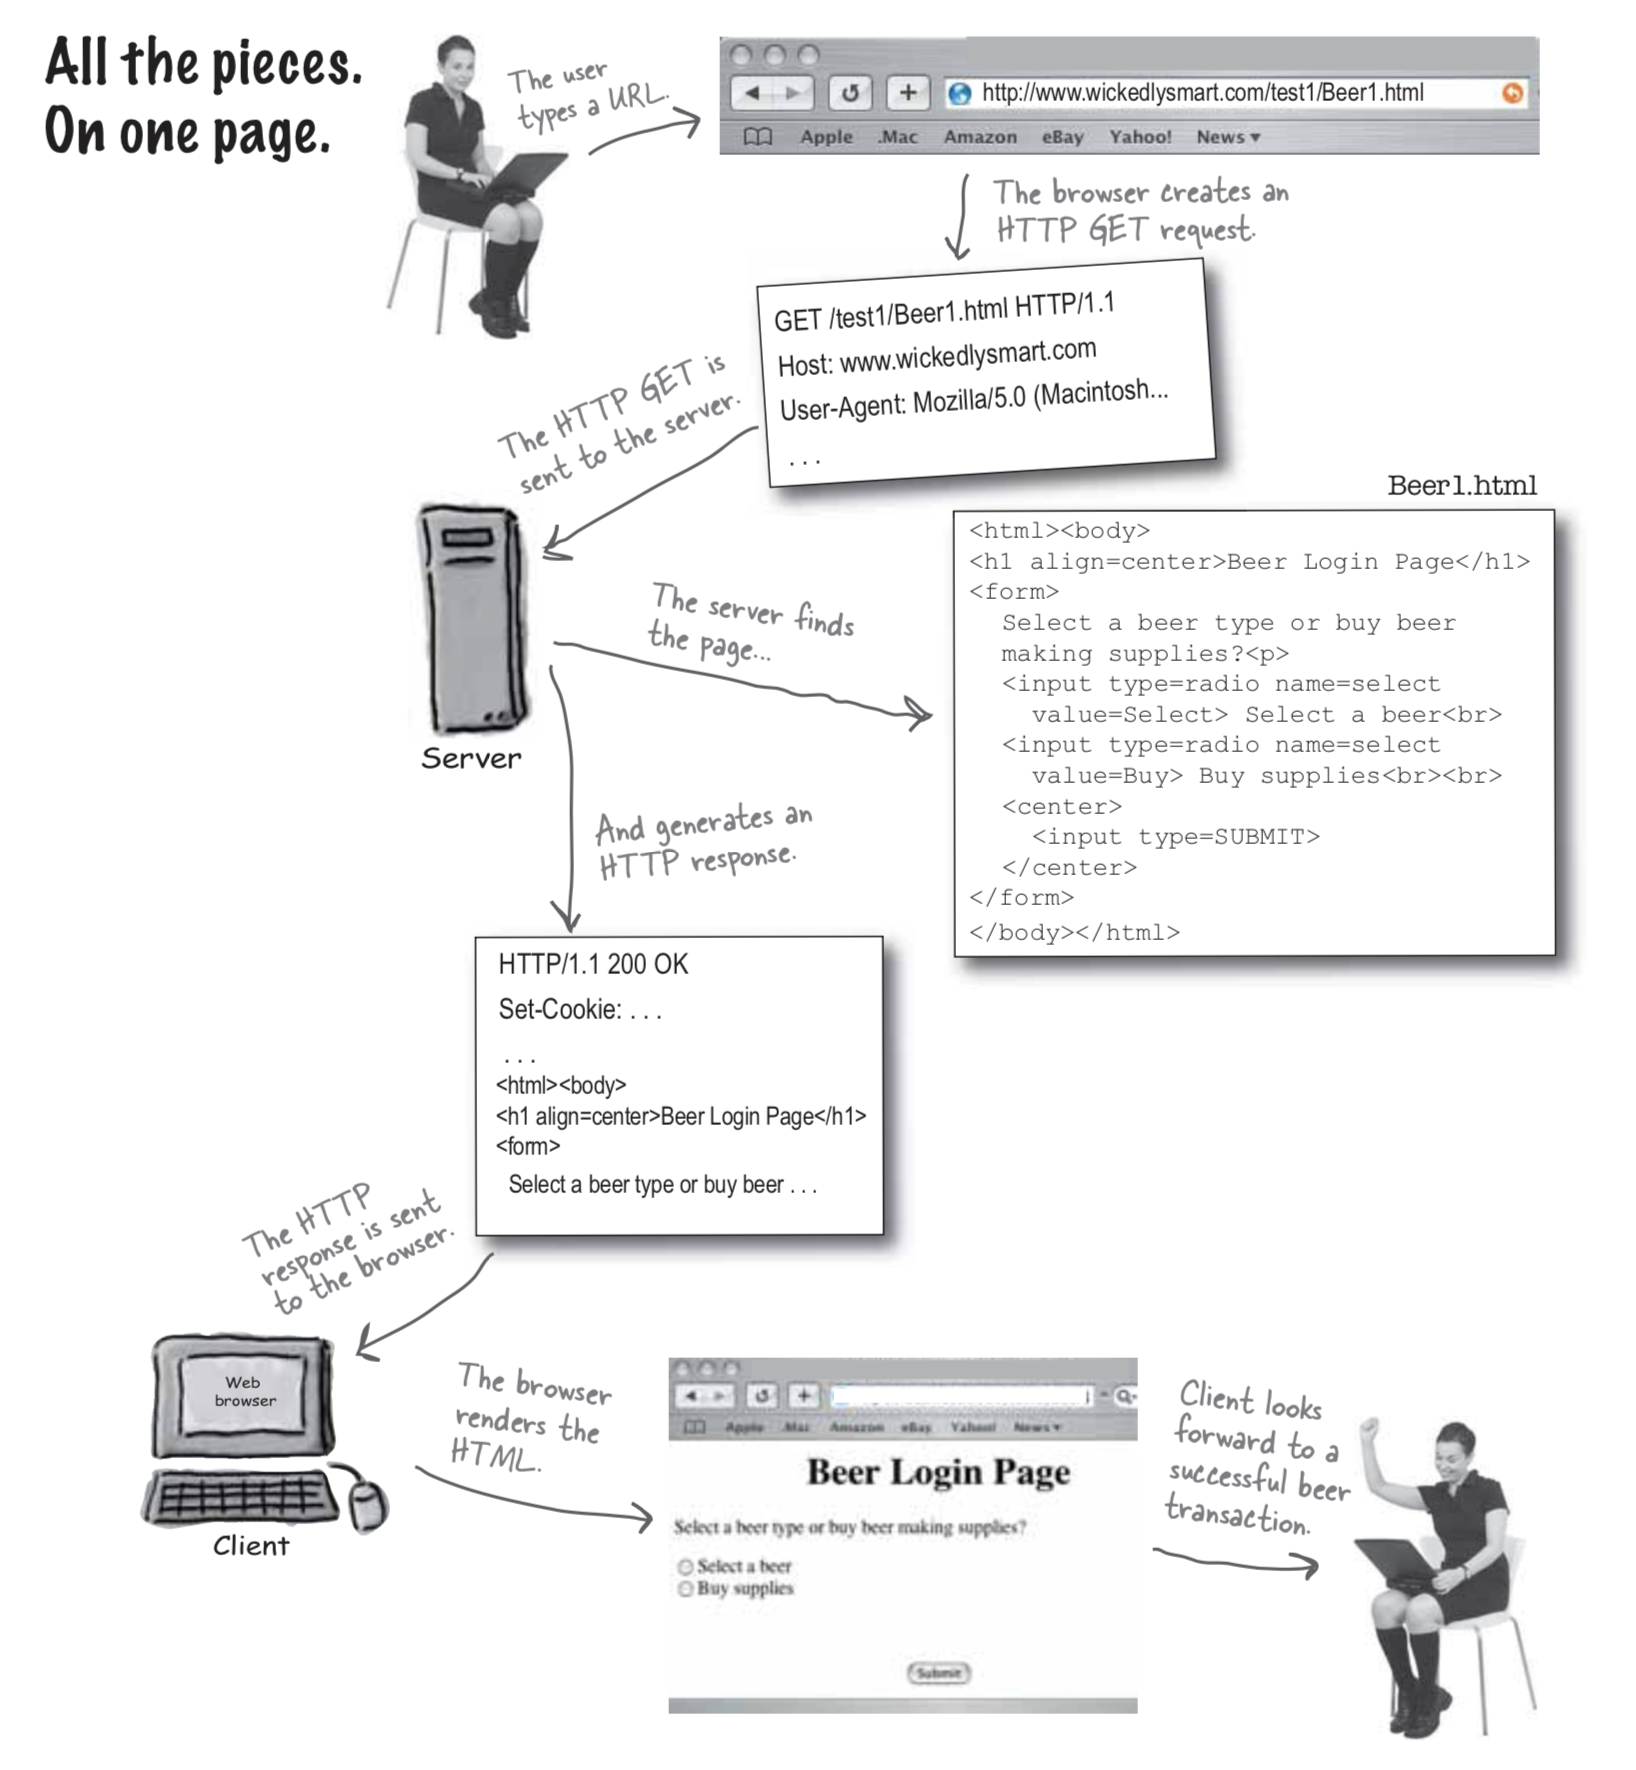 All the pieces.
On one page.
The user
types a URL.
http://www.wickedlysmart.com/test1/Beer1.html
Apple .Mac Amazon eBay Yahoo! News
The browser creates an
HTTP GET request.
GET /test1/Beer1.html HTTP/1.1
Host: www.wickedlysmart.com
User-Agent: Mozilla/5.0 (Macintosh...
. . .
The HTTP GET is
sent to the server.
Server
The server finds
the page...
Beer1.html
<html><body>
<h1 align=center>Beer Login Page</h1>
<form>
Select a beer type or buy beer
making supplies?<p>
<input type=radio name=select
value=Select> Select a beer<br>
<input type=radio name=select
value=Buy> Buy supplies<br><br>
<center>
<input type=SUBMIT>
</center>
</form>
</body></html>
And generates an
HTTP response.
HTTP/1.1 200 OK
Set-Cookie: . . .
. . .
<html><body>
<h1 align=center>Beer Login Page</h1>
<form>
Select a beer type or buy beer . . .
The HTTP
response is sent
to the browser.
Web
browser
Client
The browser
renders the
HTML.
Apple .Mac Amazon eBay Yahoo! News
Beer Login Page
Select a beer type or buy beer making supplies?
Select a beer
Buy supplies
Submit
Client looks
forward to a
successful beer
transaction.